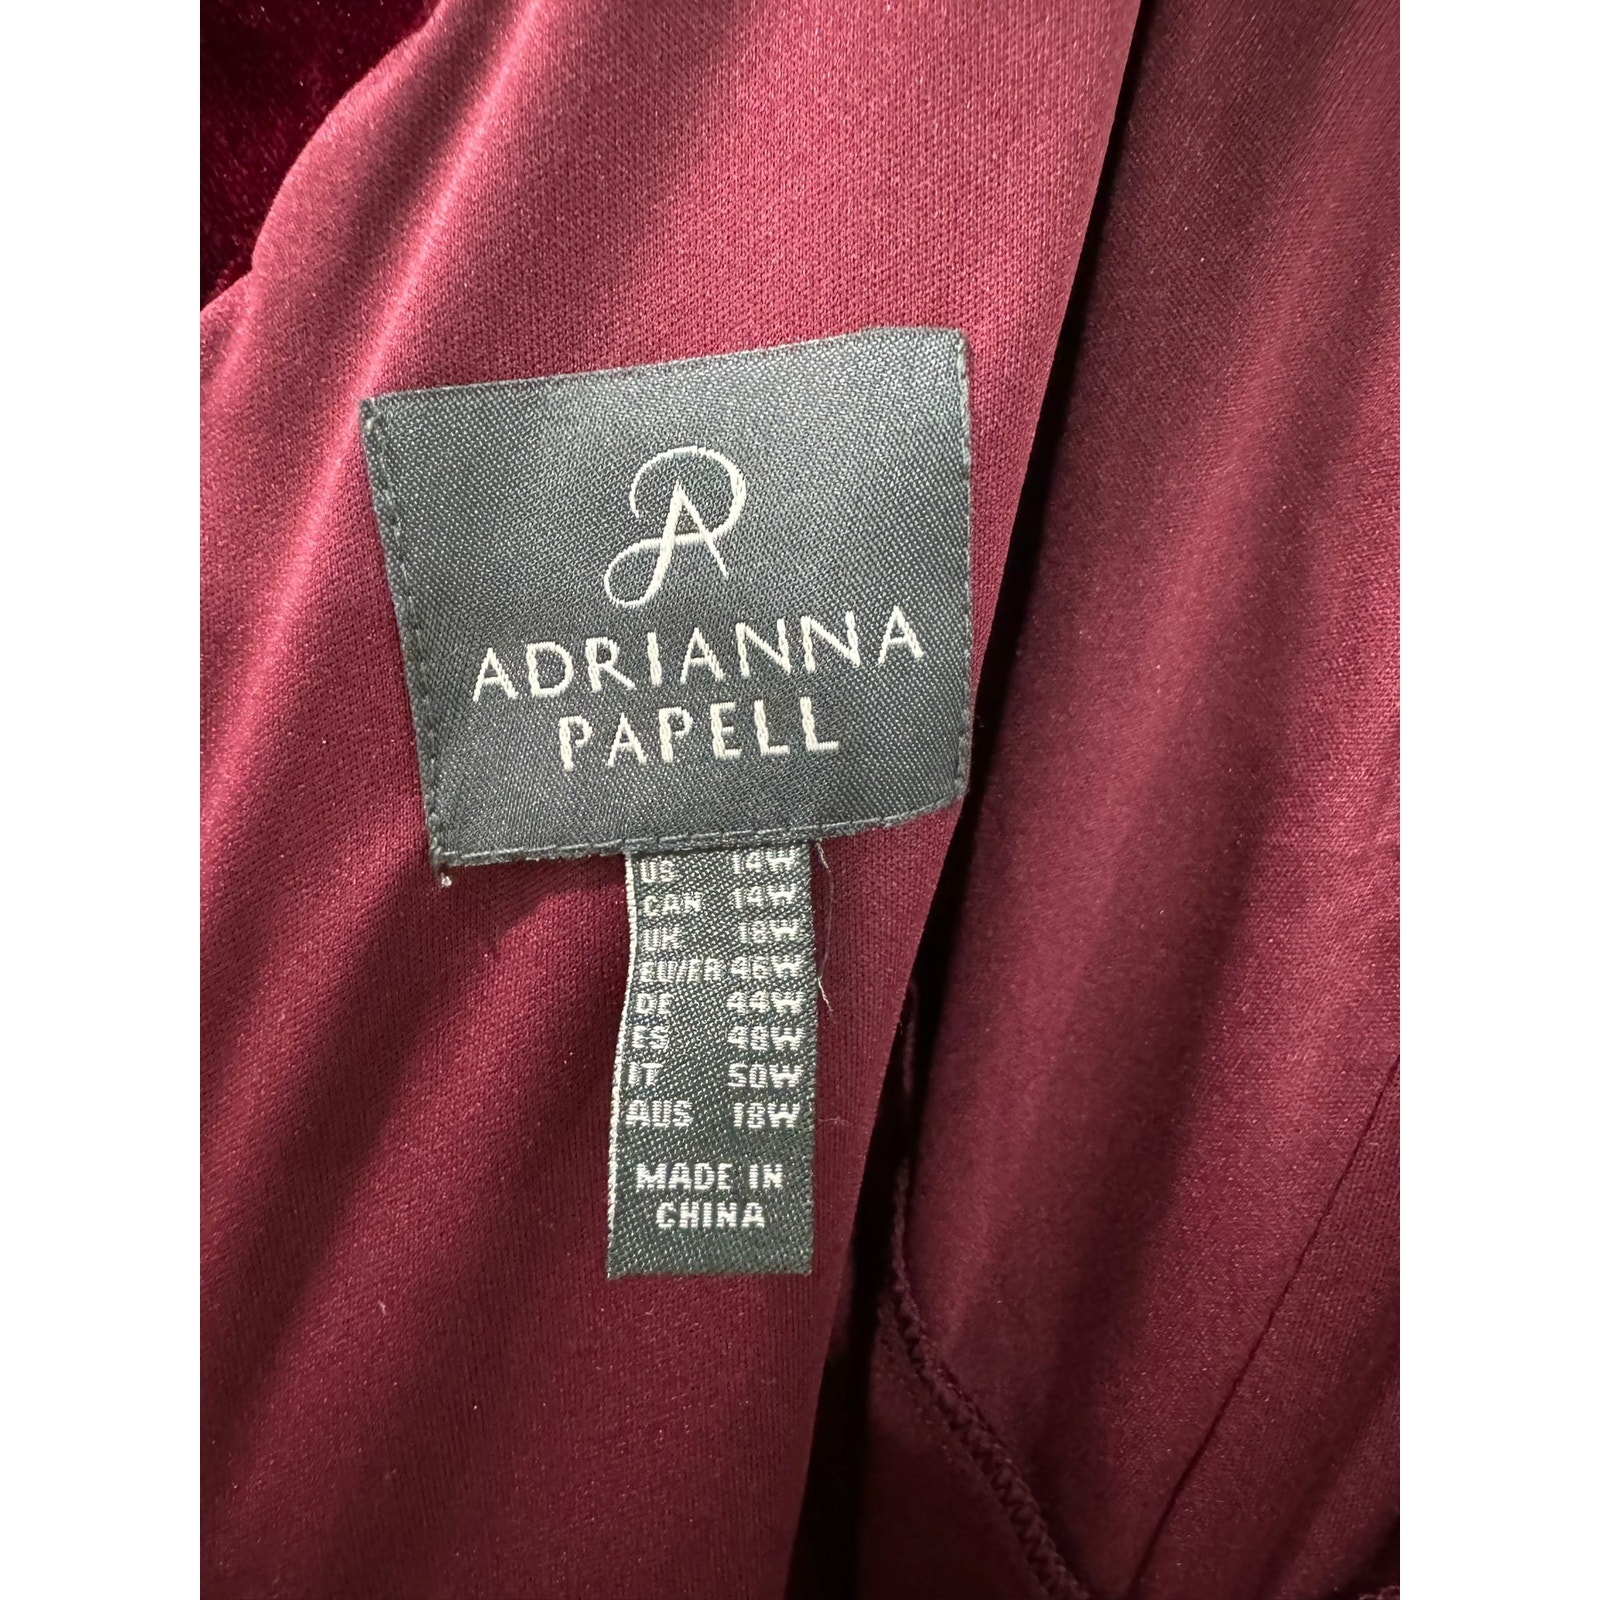 AP
ADRIANNA
PAPELL
US 14W
CAN 14W
UK 18W
EU/FR 46W
DE 44W
ES 48W
IT 50W
AUS 18W
MADE IN
CHINA